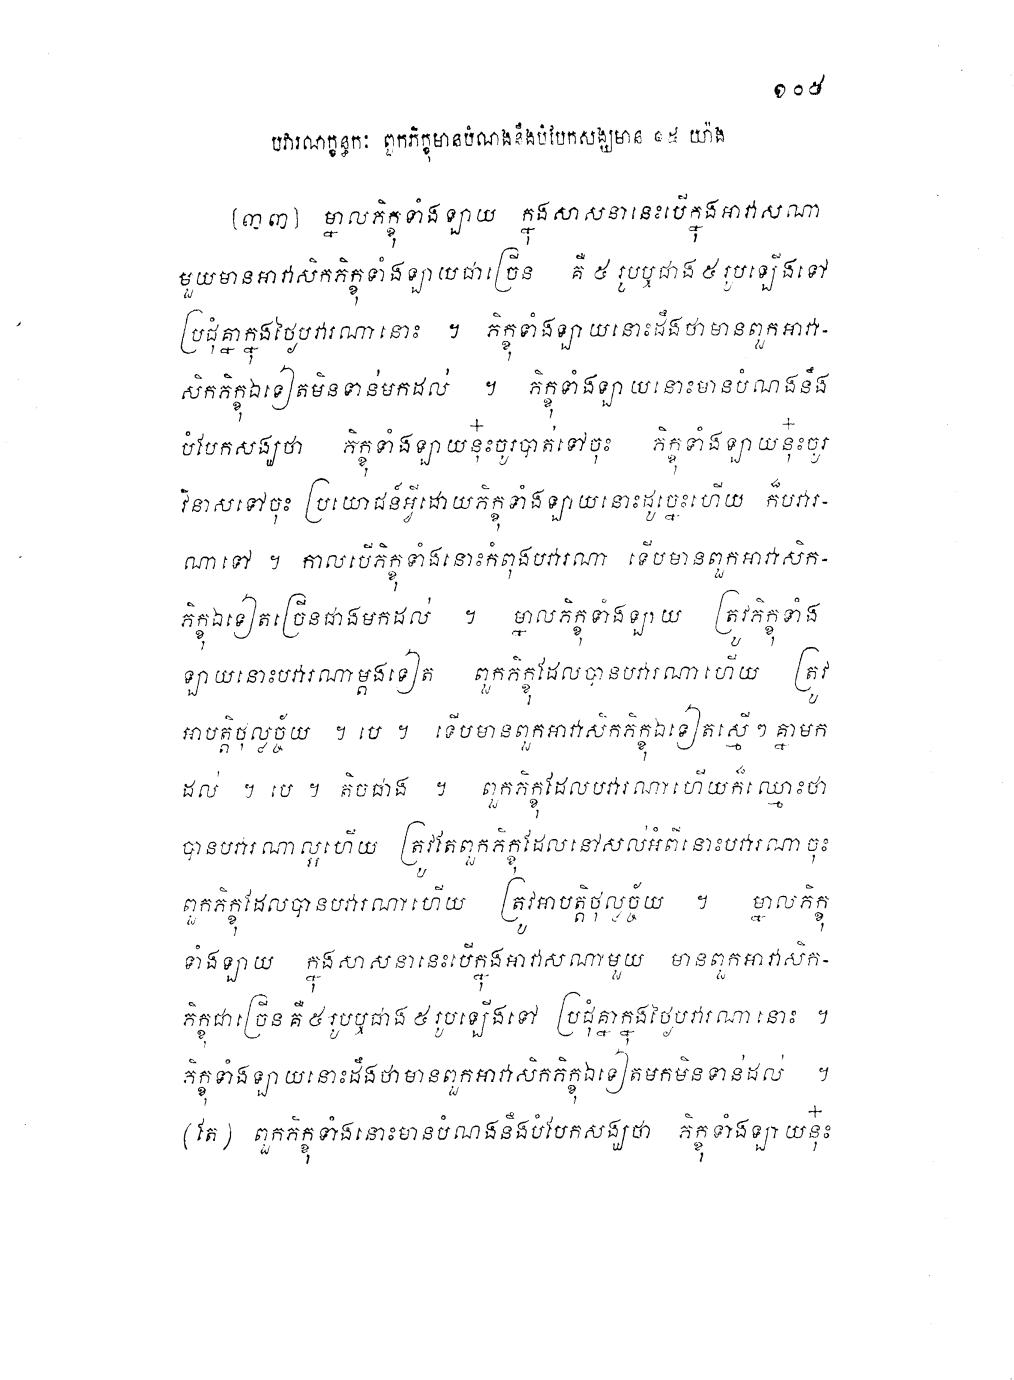 ១០៥
បវារណាក្ខន្ធកៈ ពួកភិក្ខុមានបំណងនឹងបំបែកសង្ឃមាន ១៥ យ៉ាង
(៣៣) ម្នាលភិក្ខុទាំងឡាយ ក្នុងសាសនានេះបើក្នុងអាវាសណា
មួយមានអាវាសិកភិក្ខុទាំងឡាយជាច្រើន គឺ ៥ រូបឬជាង ៥ រូបឡើងទៅ
ប្រជុំគ្នាក្នុងថ្ងៃបវារណានោះ ។ ភិក្ខុទាំងឡាយនោះដឹងថាមានពួកអាវា-
សិកភិក្ខុឯទៀតមិនទាន់មកដល់ ។ ភិក្ខុទាំងឡាយនោះមានបំណងនឹង
បំបែកសង្ឃថា ភិក្ខុទាំងឡាយនុ៎ះចូរបាត់ទៅចុះ ភិក្ខុទាំងឡាយនុ៎ះចូរ
វិនាសទៅចុះ ប្រយោជន៍អ្វីដោយភិក្ខុទាំងឡាយនោះដូច្នេះហើយ ក៏បវារ-
ណាទៅ ។ កាលបើភិក្ខុទាំងនោះកំពុងបវារណា ទើបមានពួកអាវាសិក-
ភិក្ខុឯទៀតច្រើនជាងមកដល់ ។ ម្នាលភិក្ខុទាំងឡាយ ត្រូវភិក្ខុទាំង
ឡាយនោះបវារណាម្តងទៀត ពួកភិក្ខុដែលបានបវារណាហើយ ត្រូវ
អាបត្តិថុល្លច្ច័យ ។ បេ ។ ទើបមានពួកអាវាសិកភិក្ខុឯទៀតស្មើៗគ្នាមក
ដល់ ។ បេ ។ តិចជាង ។ ពួកភិក្ខុដែលបវារណាហើយក៏ឈ្មោះថា
បានបវារណាល្អហើយ ត្រូវតែពួកភិក្ខុដែលនៅសល់អំពីនោះបវារណាចុះ
ពួកភិក្ខុដែលបានបវារណាហើយ ត្រូវអាបត្តិថុល្លច្ច័យ ។ ម្នាលភិក្ខុ
ទាំងឡាយ ក្នុងសាសនានេះបើក្នុងអាវាសណាមួយ មានពួកអាវាសិក-
ភិក្ខុជាច្រើន គឺ ៥ រូបឬជាង ៥ រូបឡើងទៅ ប្រជុំគ្នាក្នុងថ្ងៃបវារណានោះ ។
ភិក្ខុទាំងឡាយនោះដឹងថាមានពួកអាវាសិកភិក្ខុឯទៀតមកមិនទាន់ដល់ ។
(តែ) ពួកភិក្ខុទាំងនោះមានបំណងនឹងបំបែកសង្ឃថា ភិក្ខុទាំងឡាយនុ៎ះ